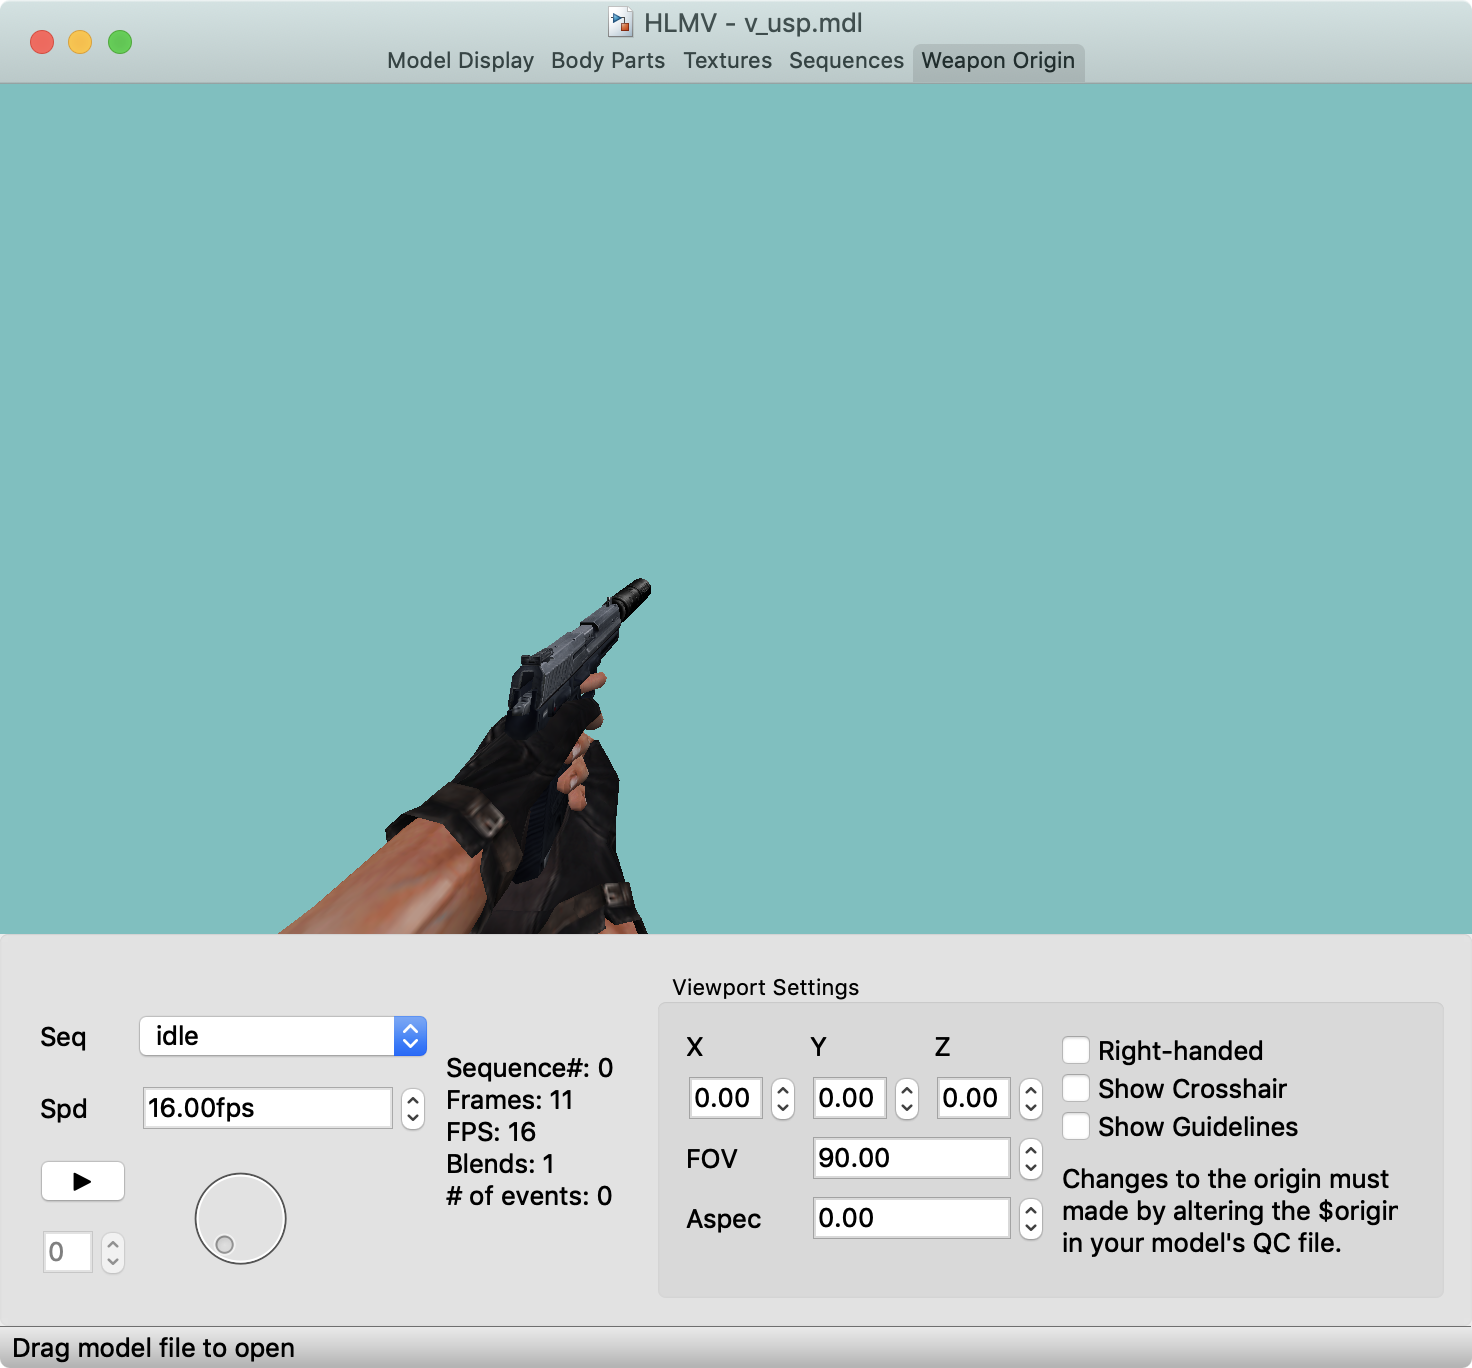 HLMV - v_usp.mdl
Model Display Body Parts Textures Sequences Weapon Origin
Viewport Settings
Seq idle
Spd 16.00fps
0
Sequence#: 0
Frames: 11
FPS: 16
Blends: 1
# of events: 0
X Y Z
0.00 0.00 0.00
FOV 90.00
Aspec 0.00
Right-handed
Show Crosshair
Show Guidelines
Changes to the origin must
made by altering the $origin
in your model's QC file.
Drag model file to open